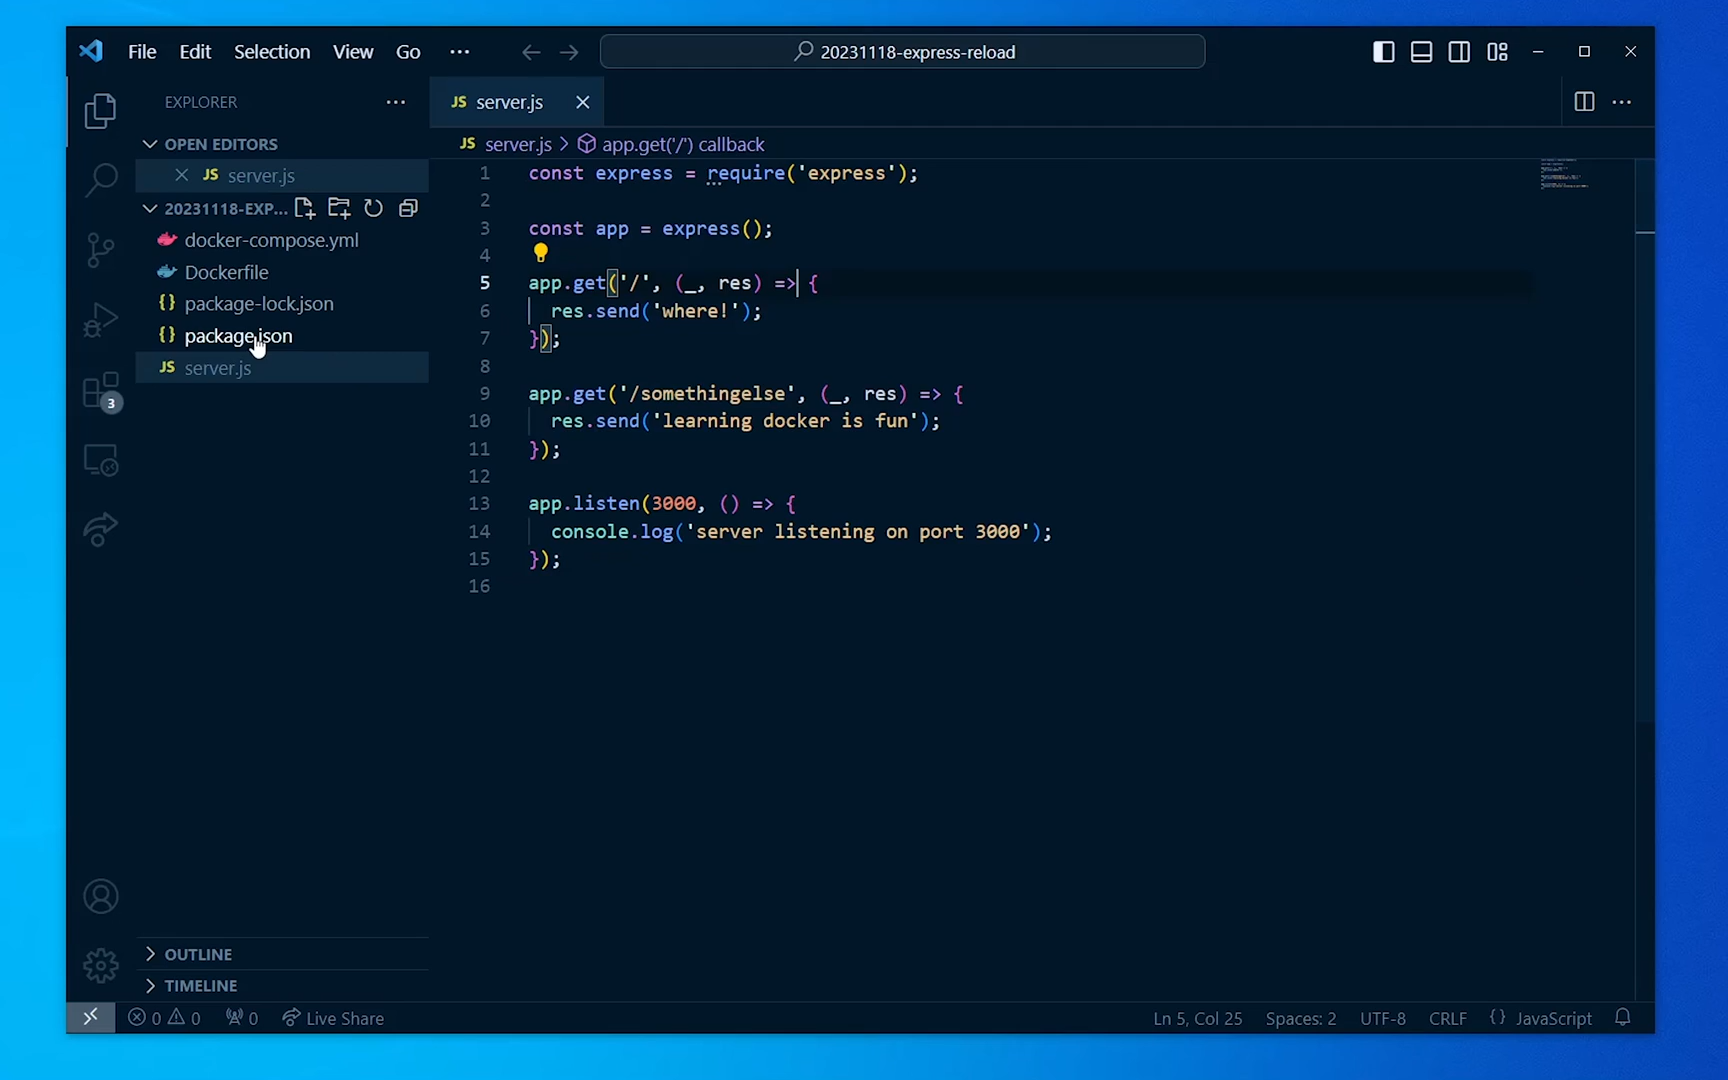 File Edit Selection View Go ··· 20231118-express-reload
EXPLORER ···
JS server.js
OPEN EDITORS
JS server.js
20231118-EXP...
docker-compose.yml
Dockerfile
{} package-lock.json
{} package.json
JS server.js
OUTLINE
TIMELINE
JS server.js > app.get('/') callback
1 const express = require('express');
2
3 const app = express();
4
5 app.get('/', (_, res) => {
6 res.send('where!');
7 });
8
9 app.get('/somethingelse', (_, res) => {
10 res.send('learning docker is fun');
11 });
12
13 app.listen(3000, () => {
14 console.log('server listening on port 3000');
15 });
16
3
0 0 0 Live Share Ln 5, Col 25 Spaces: 2 UTF-8 CRLF {} JavaScript